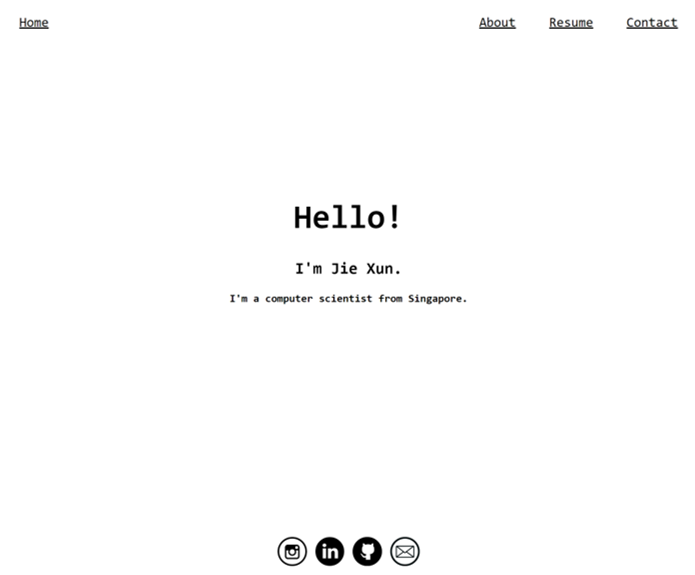 Home About Resume Contact
Hello!
I'm Jie Xun.
I'm a computer scientist from Singapore.
in